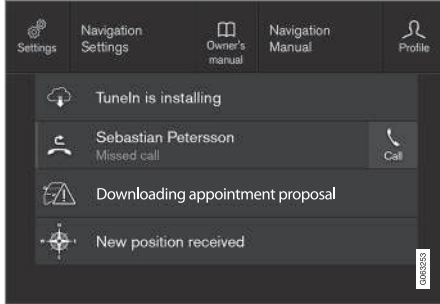 Settings
Navigation
Settings
Owner's
manual
Navigation
Manual
Profile
TuneIn is installing
Sebastian Petersson
Missed call
Call
Downloading appointment proposal
New position received
G063253